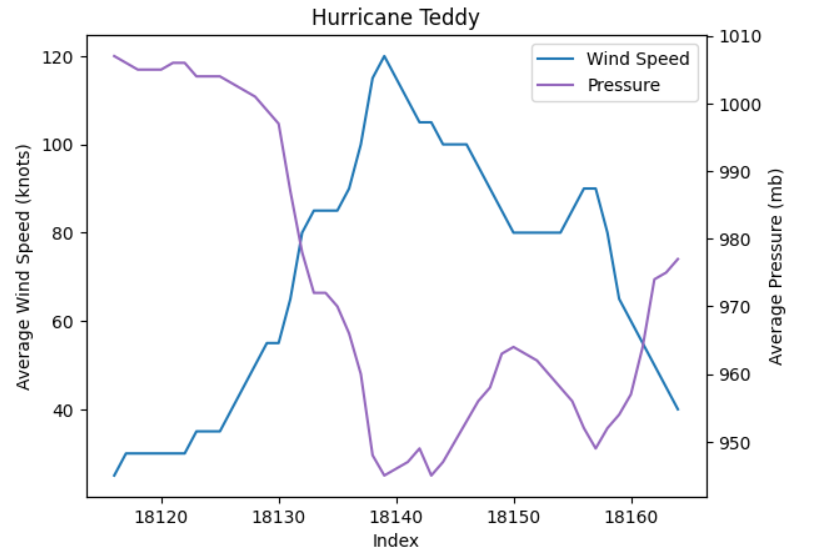 Hurricane Teddy
Wind Speed
Pressure
Average Wind Speed (knots)
120
100
80
60
40
1010
1000
990
980
970
960
950
Average Pressure (mb)
18120 18130 18140 18150 18160
Index